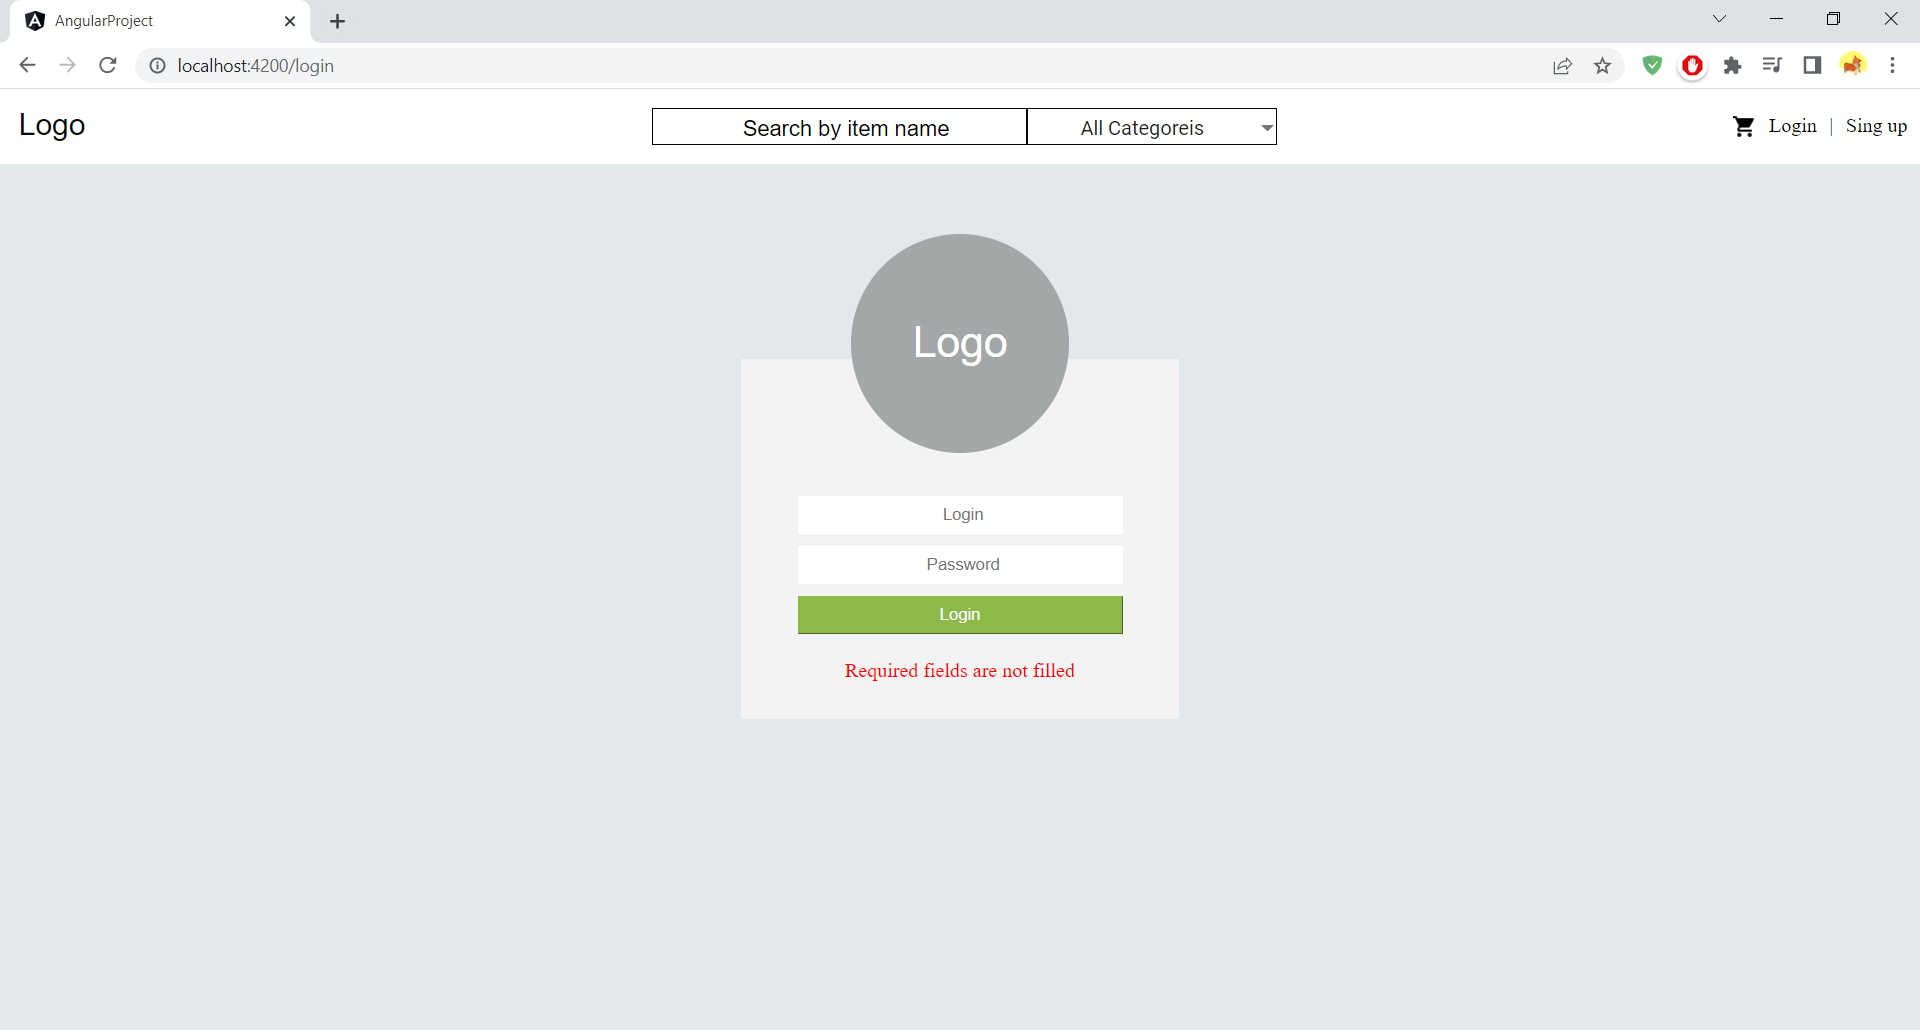 AngularProject
localhost:4200/login
Logo
Search by item name
All Categoreis
Login | Sing up
Logo
Login
Password
Login
Required fields are not filled